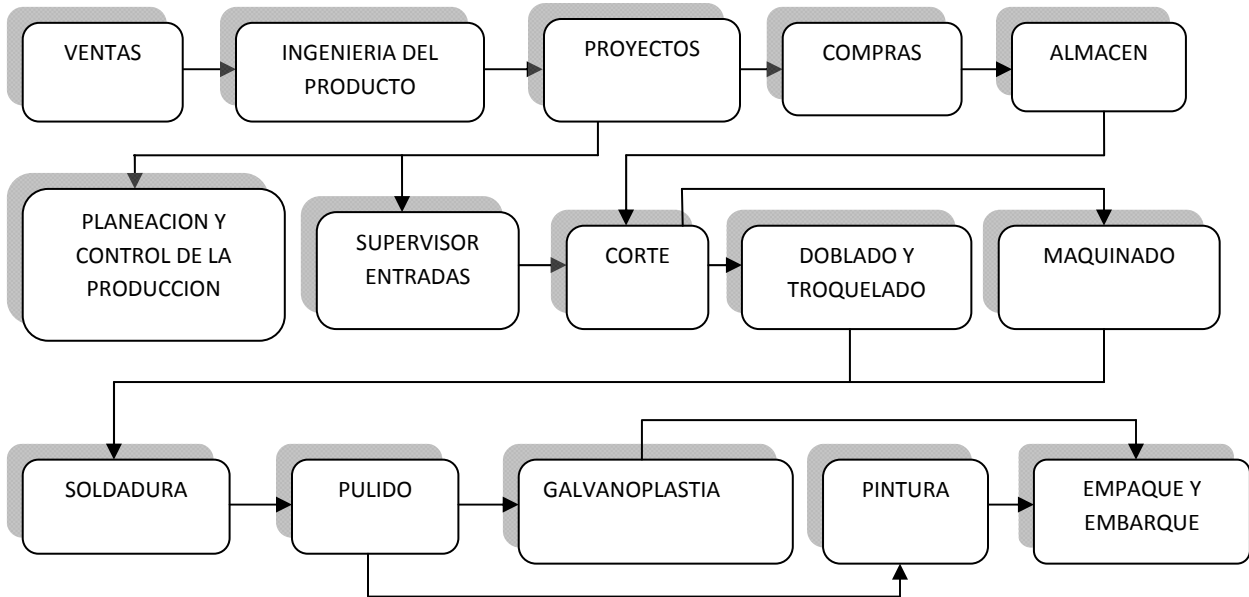 VENTAS
INGENIERIA DEL
PRODUCTO
PROYECTOS
COMPRAS
ALMACEN
PLANEACION Y
CONTROL DE LA
PRODUCCION
SUPERVISOR
ENTRADAS
CORTE
DOBLADO Y
TROQUELADO
MAQUINADO
SOLDADURA
PULIDO
GALVANOPLASTIA
PINTURA
EMPAQUE Y
EMBARQUE